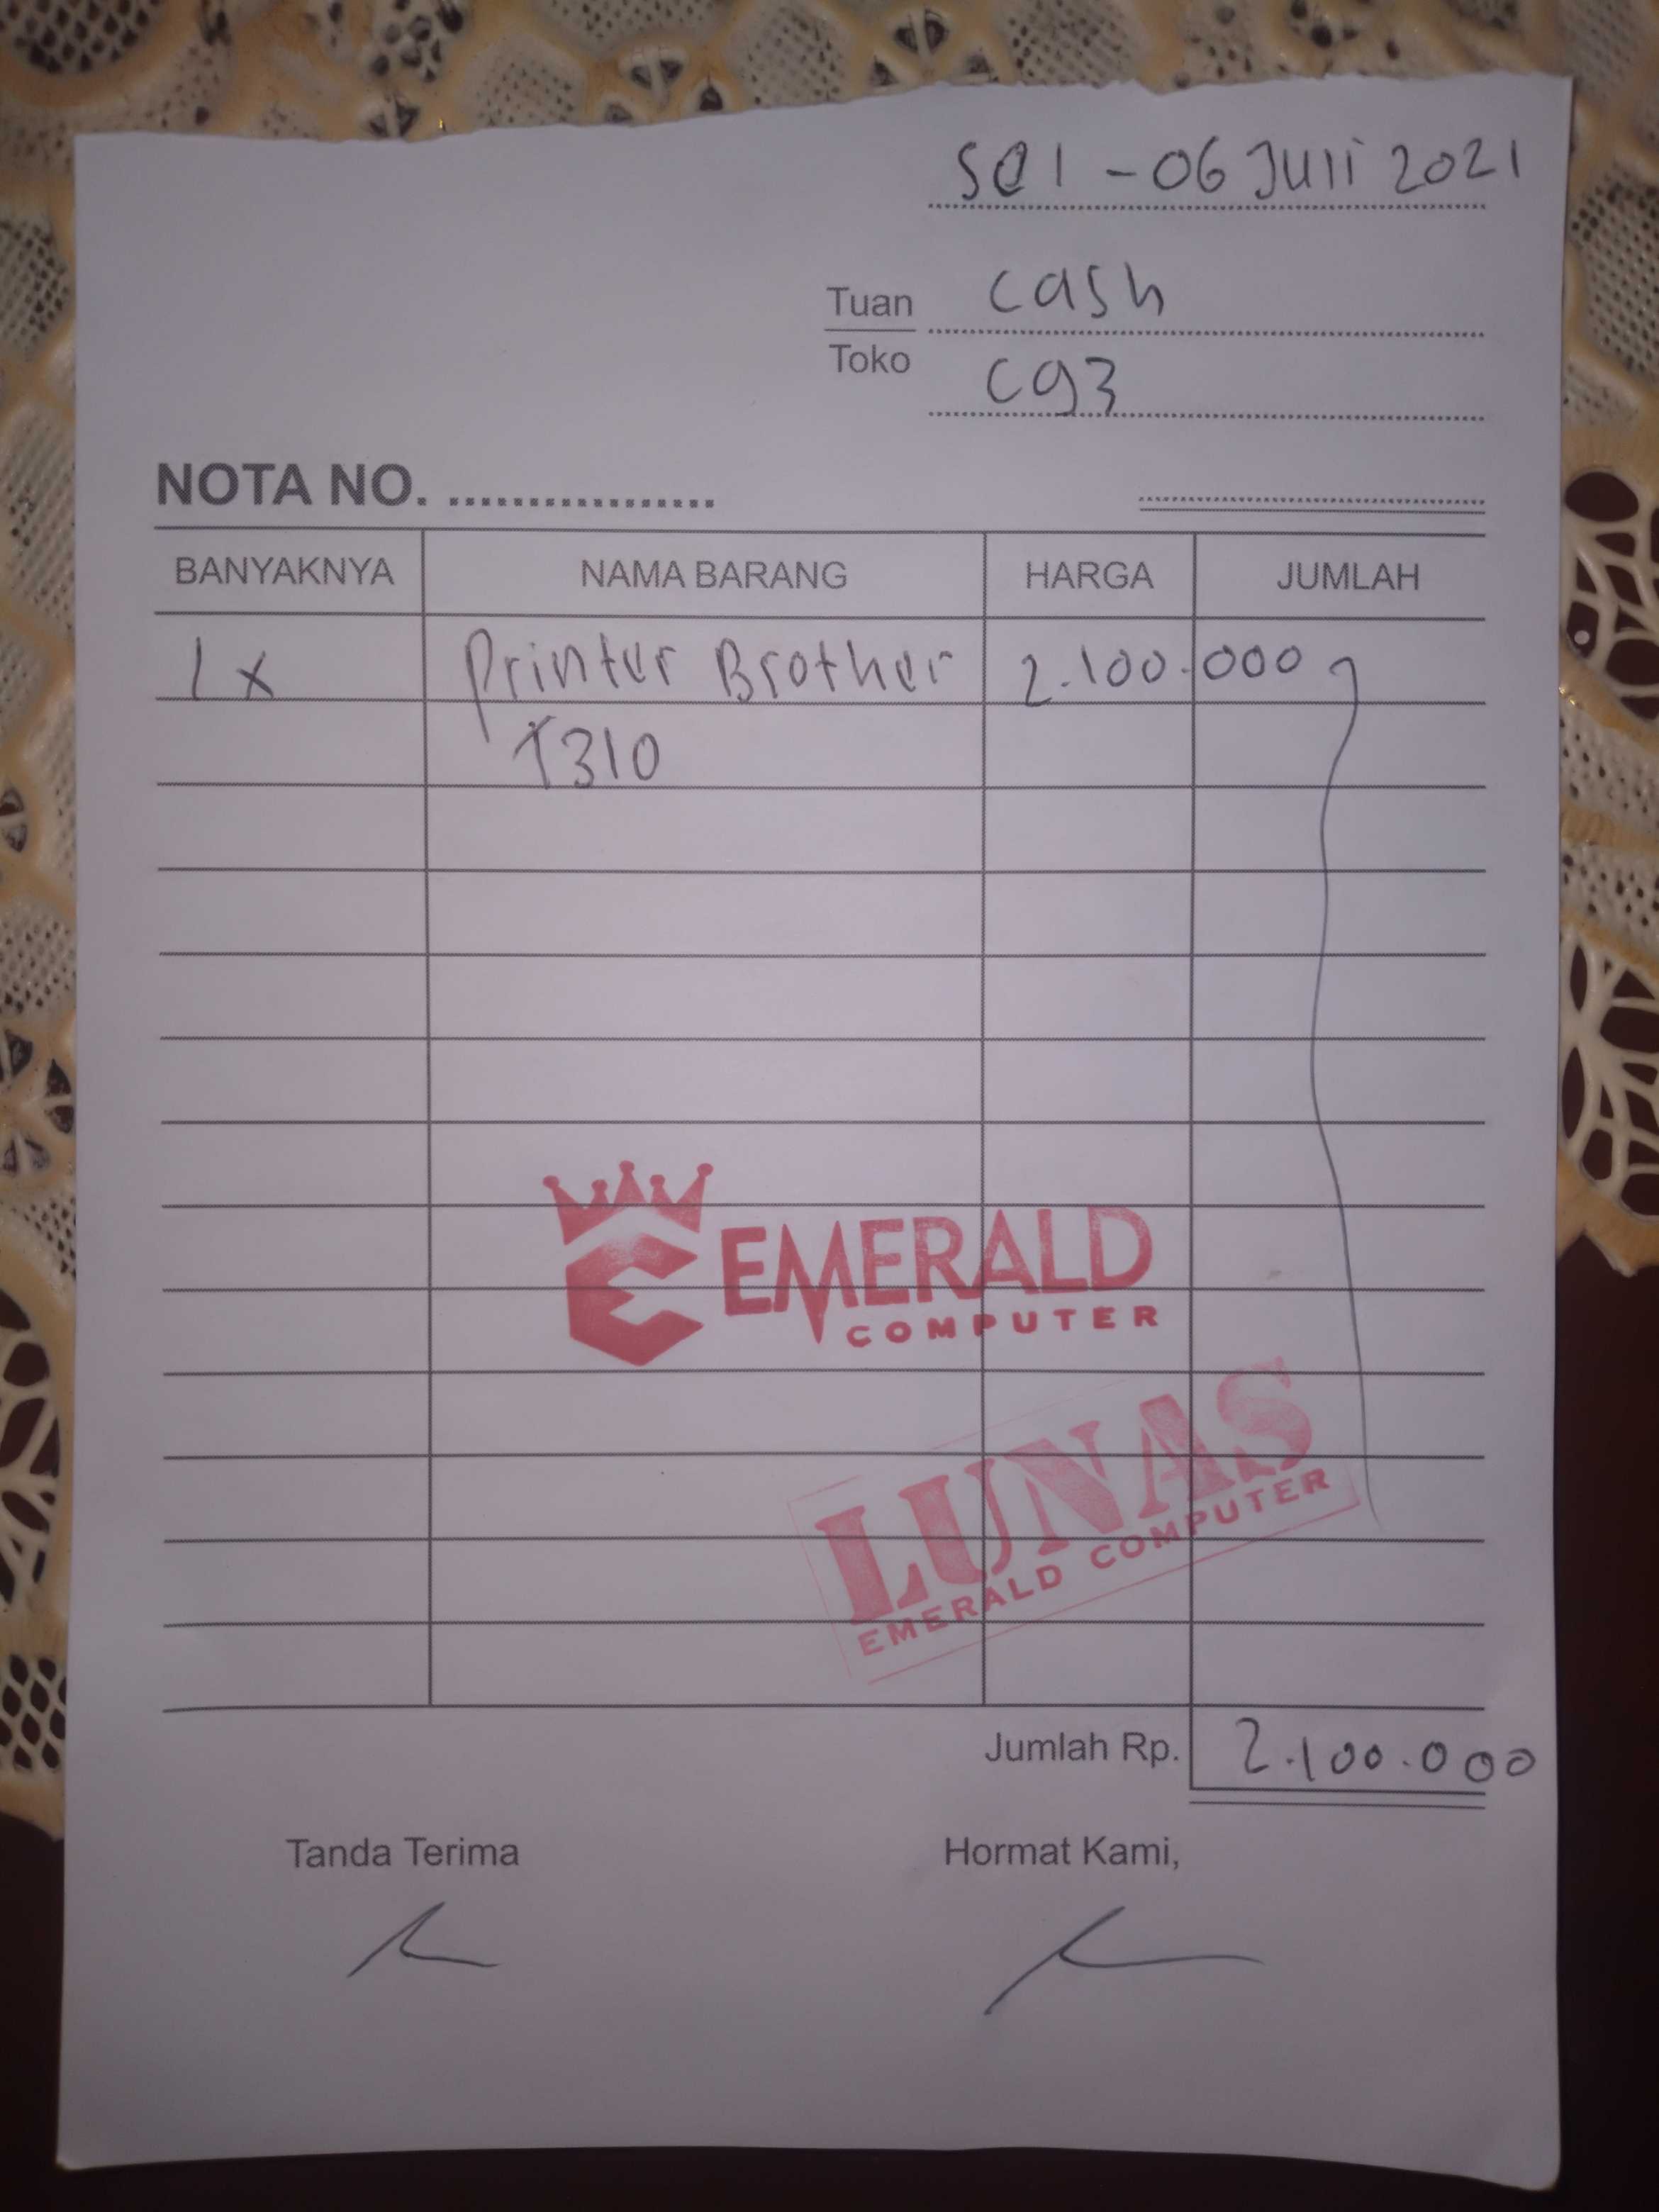 Sel - 06 Juli 2021
Tuan cash
Toko cg3
NOTA NO. ..................
BANYAKNYA NAMA BARANG HARGA JUMLAH
1x Printer Brother 2.100.000
T310
EMERALD
COMPUTER
LUNAS
EMERALD COMPUTER
Jumlah Rp. 2.100.000
Tanda Terima Hormat Kami,